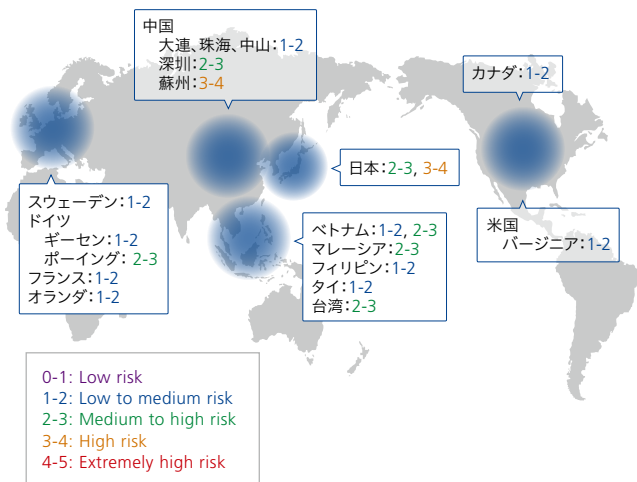 中国
大連、珠海、中山：1-2
深圳：2-3
蘇州：3-4
カナダ：1-2
日本：2-3, 3-4
スウェーデン：1-2
ドイツ
ギーセン：1-2
ポーイング：2-3
フランス：1-2
オランダ：1-2
ベトナム：1-2, 2-3
マレーシア：2-3
フィリピン：1-2
タイ：1-2
台湾：2-3
米国
バージニア：1-2
0-1: Low risk
1-2: Low to medium risk
2-3: Medium to high risk
3-4: High risk
4-5: Extremely high risk